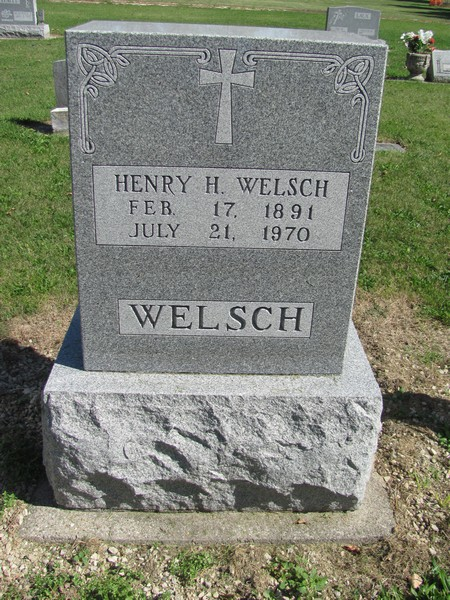 HENRY H. WELSCH
FEB. 17, 1891
JULY 21, 1970
WELSCH